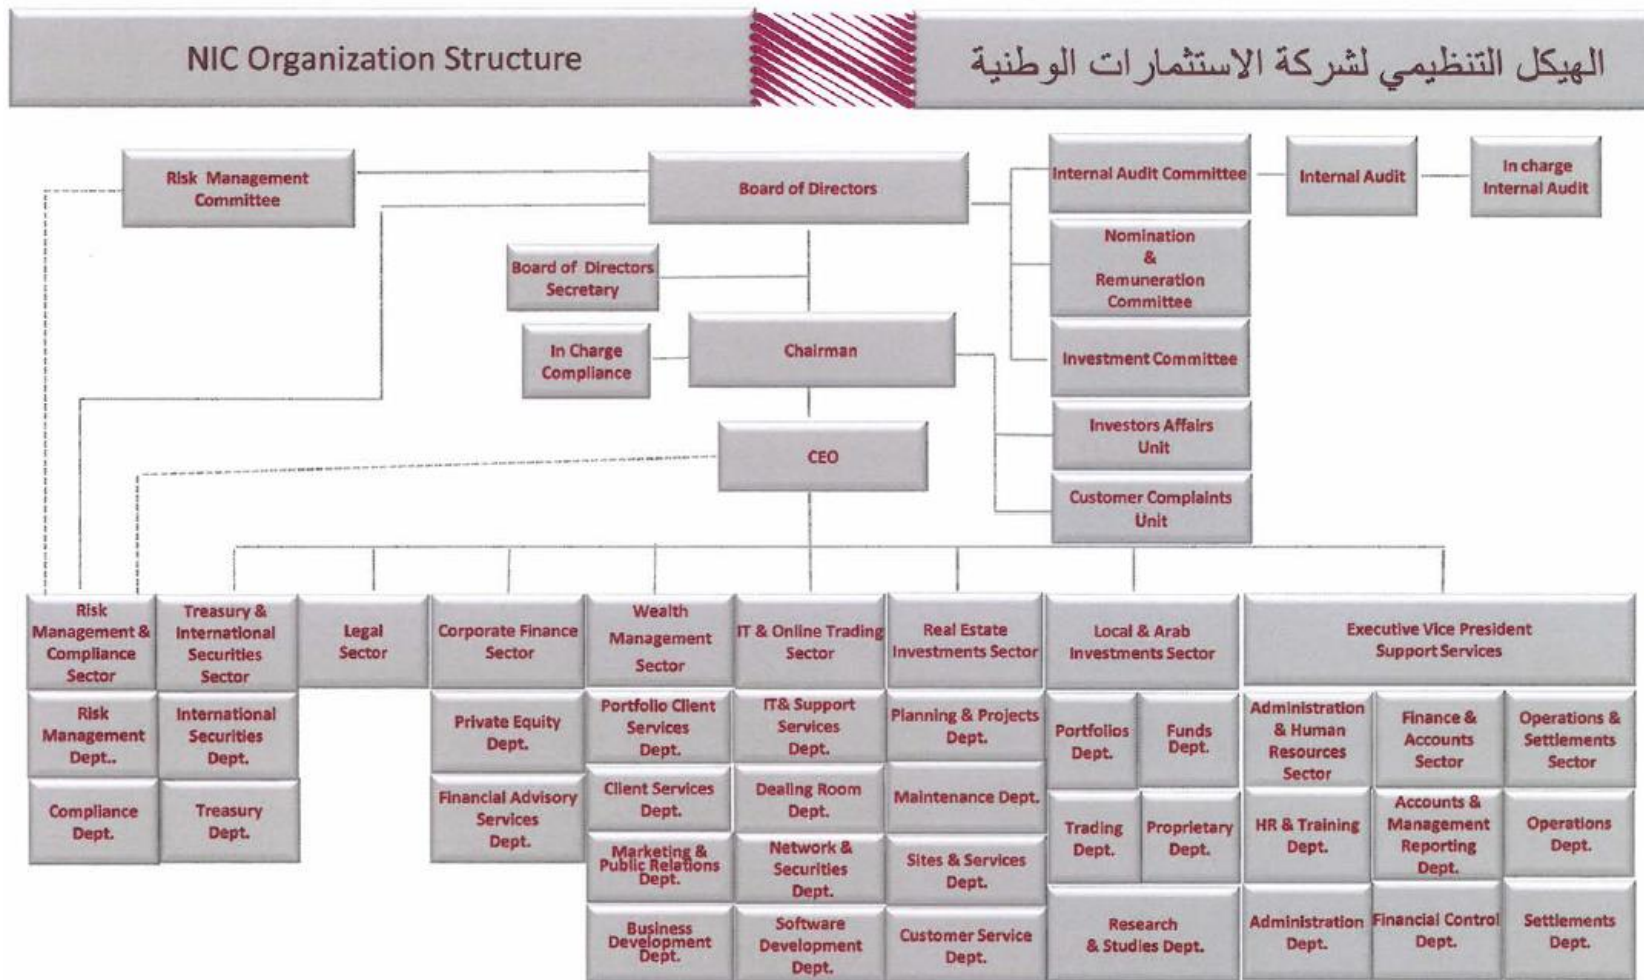 NIC Organization Structure
الهيكل التنظيمي لشركة الاستثمارات الوطنية
Risk Management
Committee
Board of Directors
Internal Audit Committee
Internal Audit
In charge
Internal Audit
Nomination
&
Remuneration
Committee
Board of Directors
Secretary
In Charge
Compliance
Chairman
Investment Committee
Investors Affairs
Unit
CEO
Customer Complaints
Unit
Risk
Management &
Compliance
Sector
Treasury &
International
Securities
Sector
Legal
Sector
Corporate Finance
Sector
Wealth
Management
Sector
IT & Online Trading
Sector
Real Estate
Investments Sector
Local & Arab
Investments Sector
Executive Vice President
Support Services
Risk
Management
Dept..
International
Securities
Dept.
Private Equity
Dept.
Portfolio Client
Services
Dept.
IT& Support
Services
Dept.
Planning & Projects
Dept.
Portfolios
Dept.
Funds
Dept.
Administration
& Human
Resources
Sector
Finance &
Accounts
Sector
Operations &
Settlements
Sector
Compliance
Dept.
Treasury
Dept.
Financial Advisory
Services
Dept.
Client Services
Dept.
Dealing Room
Dept.
Maintenance Dept.
Trading
Dept.
Proprietary
Dept.
HR & Training
Dept.
Accounts &
Management
Reporting
Dept.
Operations
Dept.
Marketing &
Public Relations
Dept.
Network &
Securities
Dept.
Sites & Services
Dept.
Business
Development
Dept.
Software
Development
Dept.
Customer Service
Dept.
Research
& Studies Dept.
Administration
Dept.
Financial Control
Dept.
Settlements
Dept.